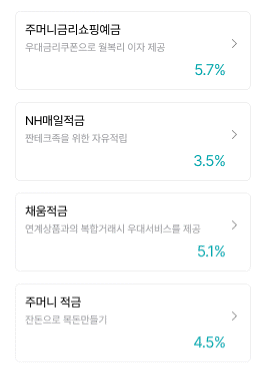 주머니금리쇼핑예금
우대금리쿠폰으로 월복리 이자 제공
5.7%
NH매일적금
짠테크족을 위한 자유적립
3.5%
채움적금
연계상품과의 복합거래시 우대서비스를 제공
5.1%
주머니 적금
잔돈으로 목돈만들기
4.5%